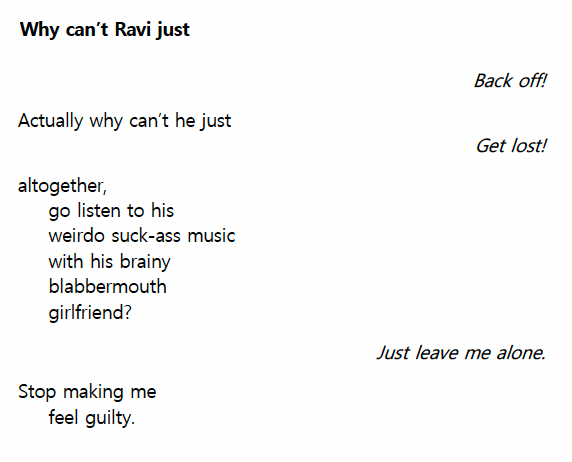 Why can’t Ravi just
Back off!
Actually why can’t he just
Get lost!
altogether,
go listen to his
weirdo suck-ass music
with his brainy
blabbermouth
girlfriend?
Just leave me alone.
Stop making me
feel guilty.